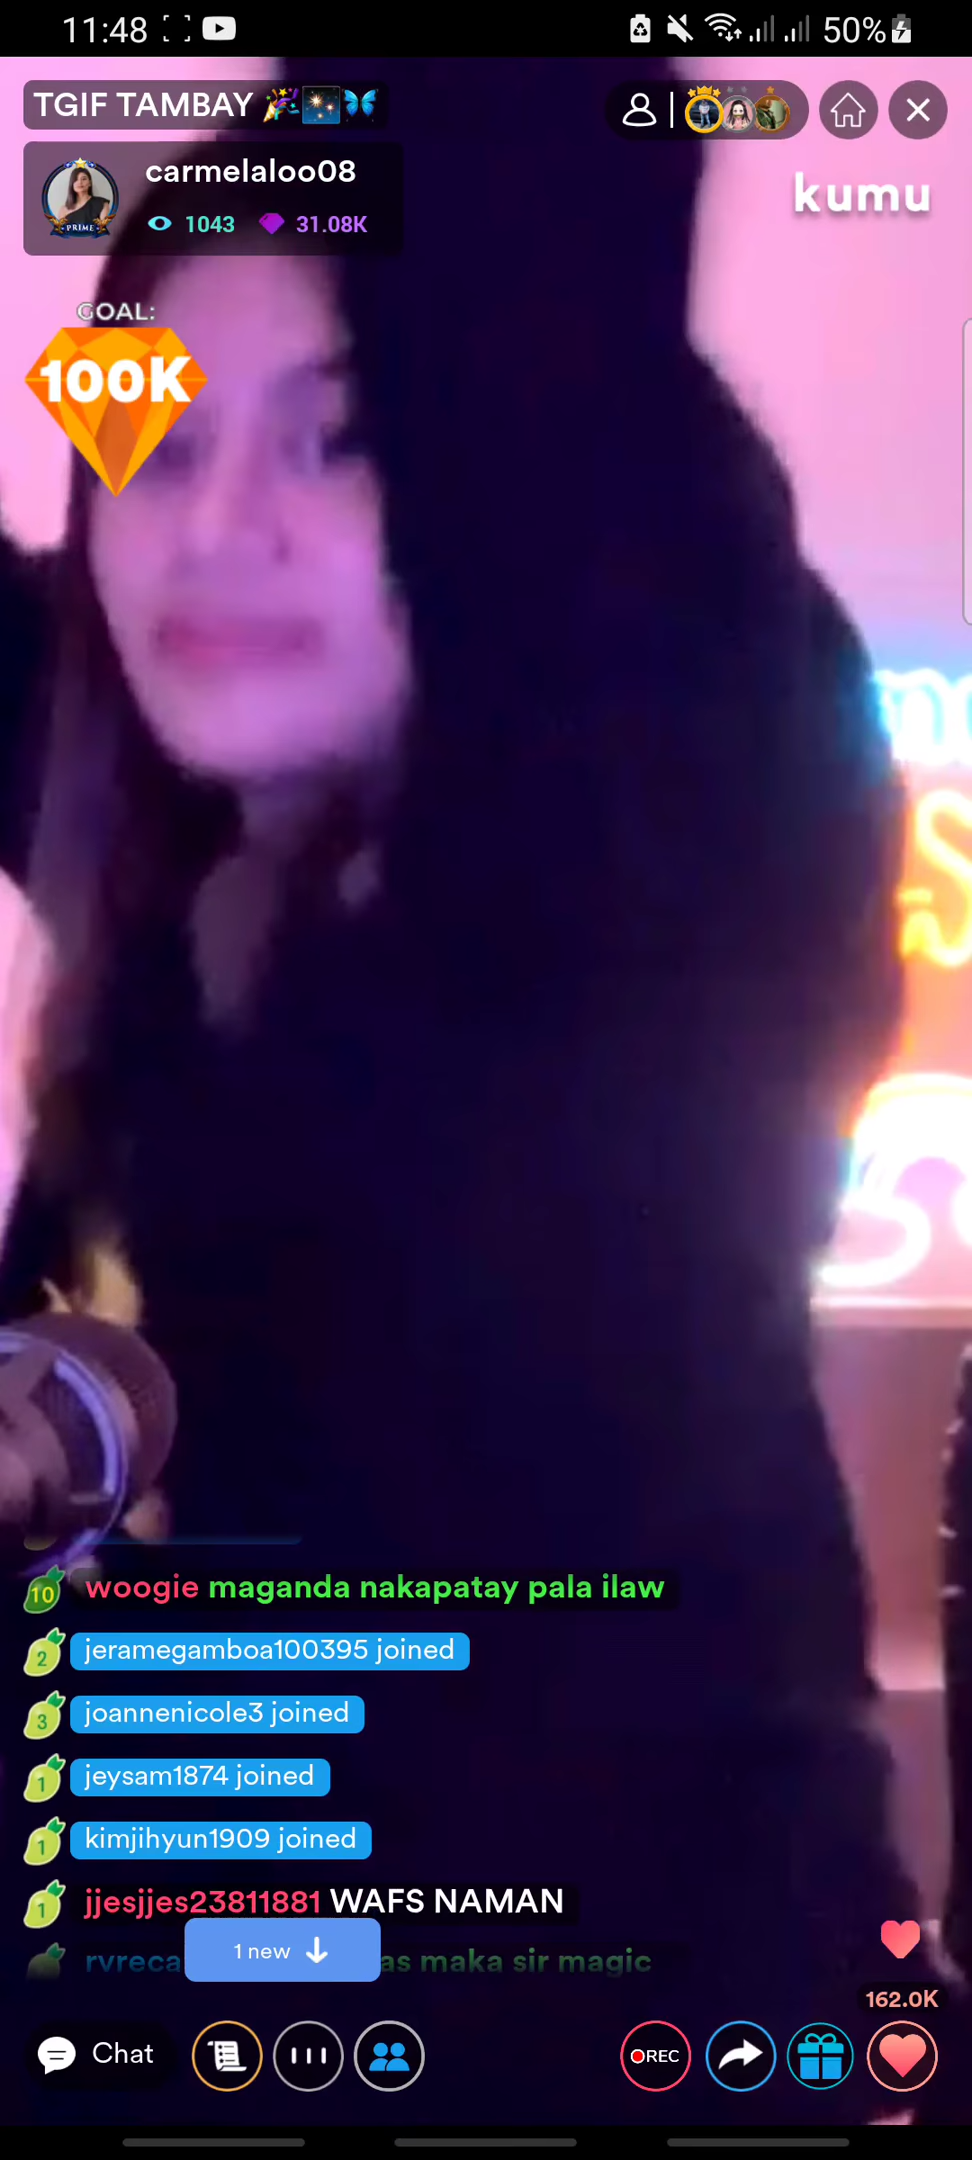 11:48
50%
TGIF TAMBAY
carmelaloo08
1043 31.08K
PRIME
kumu
GOAL:
100K
10 woogie maganda nakapatay pala ilaw
2 jeramegamboa100395 joined
3 joannenicole3 joined
1 jeysam1874 joined
1 kimjihyun1909 joined
1 jjesjjes23811881 WAFS NAMAN
maka sir magic
1 new
162.0K
Chat
REC